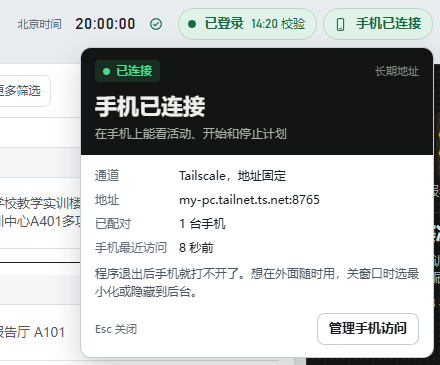 北京时间 20:00:00 已登录 14:20 校验 手机已连接
已连接 长期地址
更多筛选
手机已连接
在手机上能看活动、开始和停止计划
通道 Tailscale，地址固定
学校教学实训楼
地址 my-pc.tailnet.ts.net:8765
训中心A401多功
已配对 1 台手机
手机最近访问 8 秒前
程序退出后手机就打不开了。想在外面随时用，关窗口时选最
小化或隐藏到后台。
报告厅 A101
Esc 关闭 管理手机访问